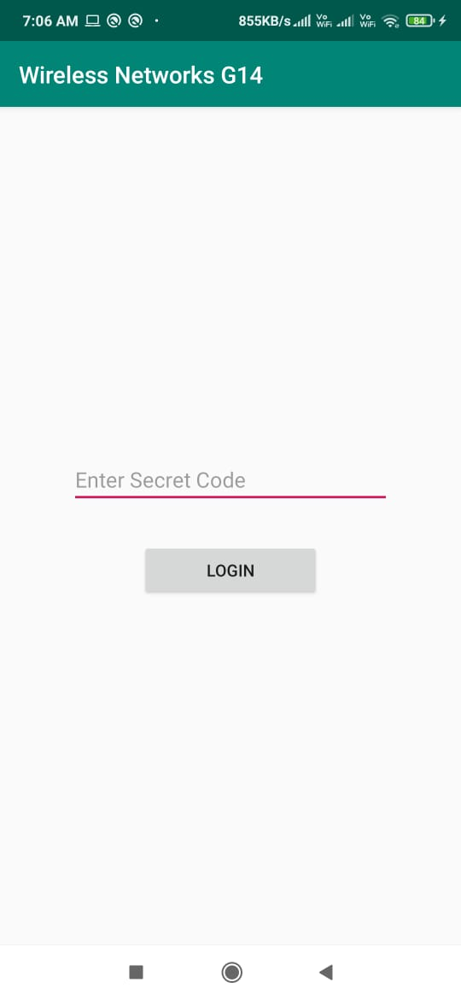 7:06 AM 855KB/s Vo WiFi Vo WiFi 84
Wireless Networks G14
Enter Secret Code
LOGIN